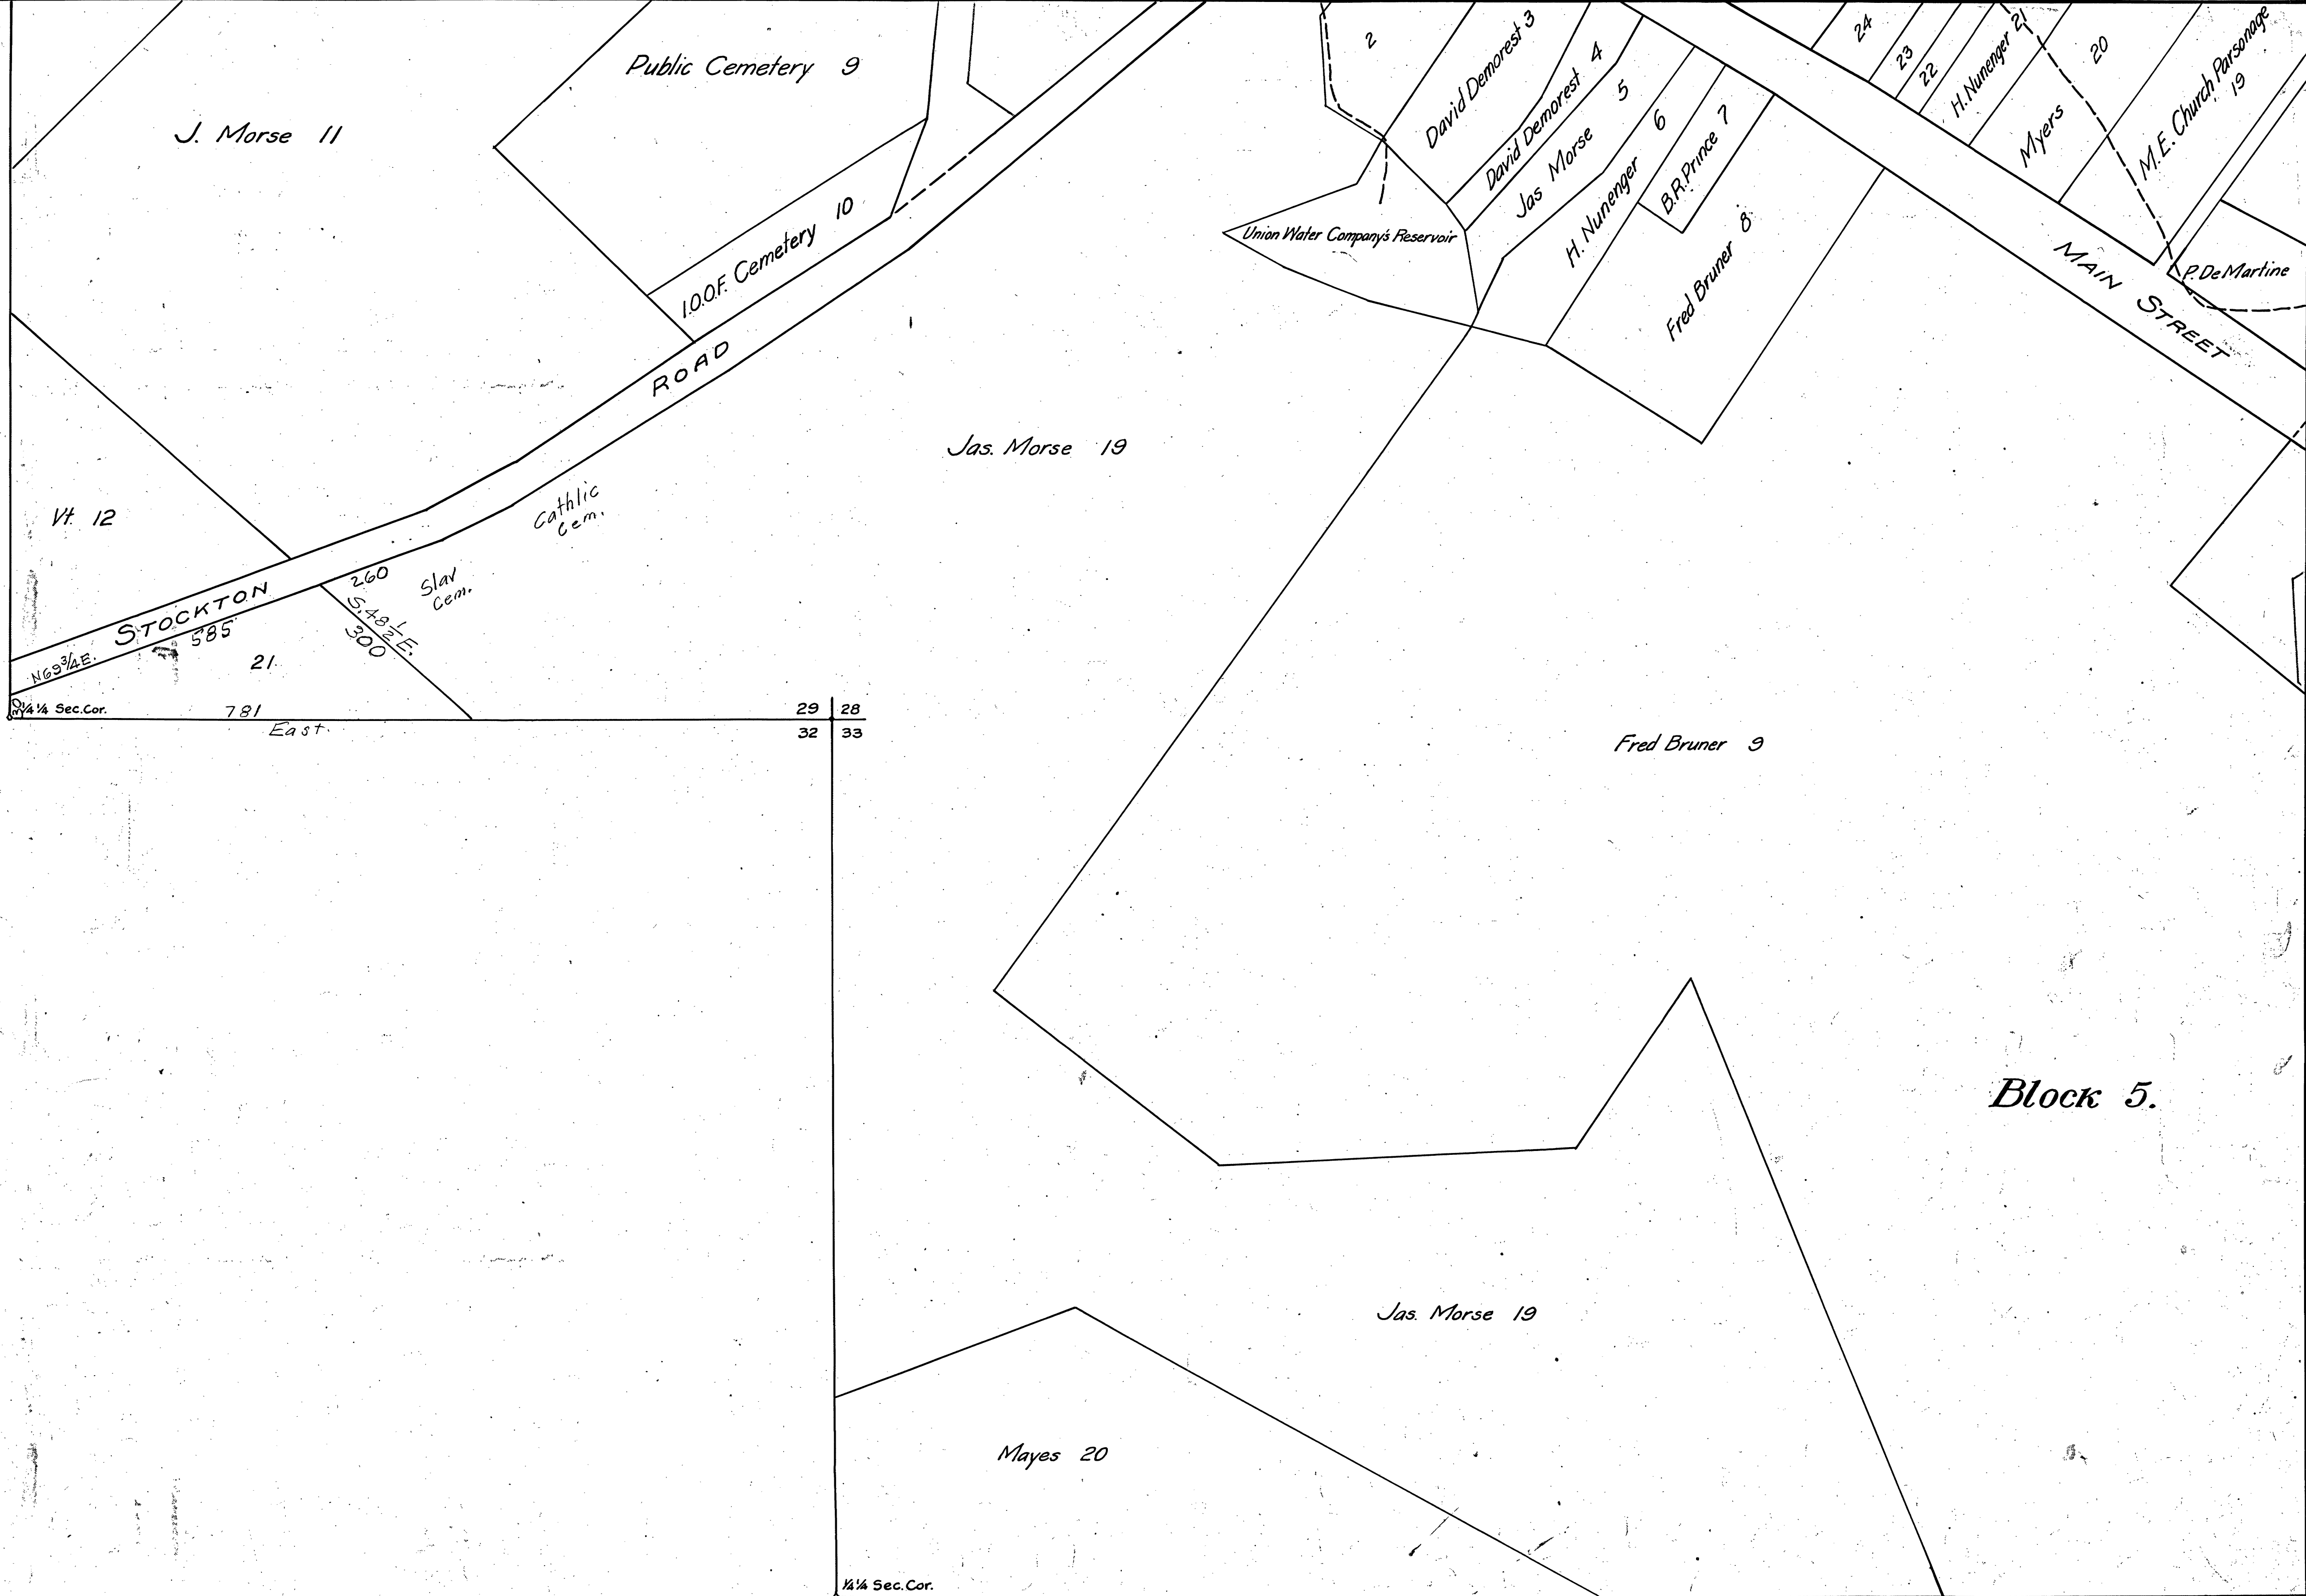 Public Cemetery 9
J. Morse 11
I.O.O.F. Cemetery 10
2
David Demorest 3
David Demorest 4
Jas Morse 5
H. Nunenger 6
B.R. Prince 7
Fred Bruner 8
24
23
22
H. Nunenger 21
Myers 20
M.E. Church Parsonage
19
Union Water Company's Reservoir
P. De Martine
MAIN STREET
STOCKTON ROAD
Jas. Morse 19
Vt. 12
Cathlic
Cem.
Slav
Cem.
260
S.48½E.
300
585
N69¾E.
21.
30
¼¼ Sec.Cor.
781
East.
29 28
32 33
Fred Bruner 9
Block 5.
Jas. Morse 19
Mayes 20
¼¼ Sec.Cor.